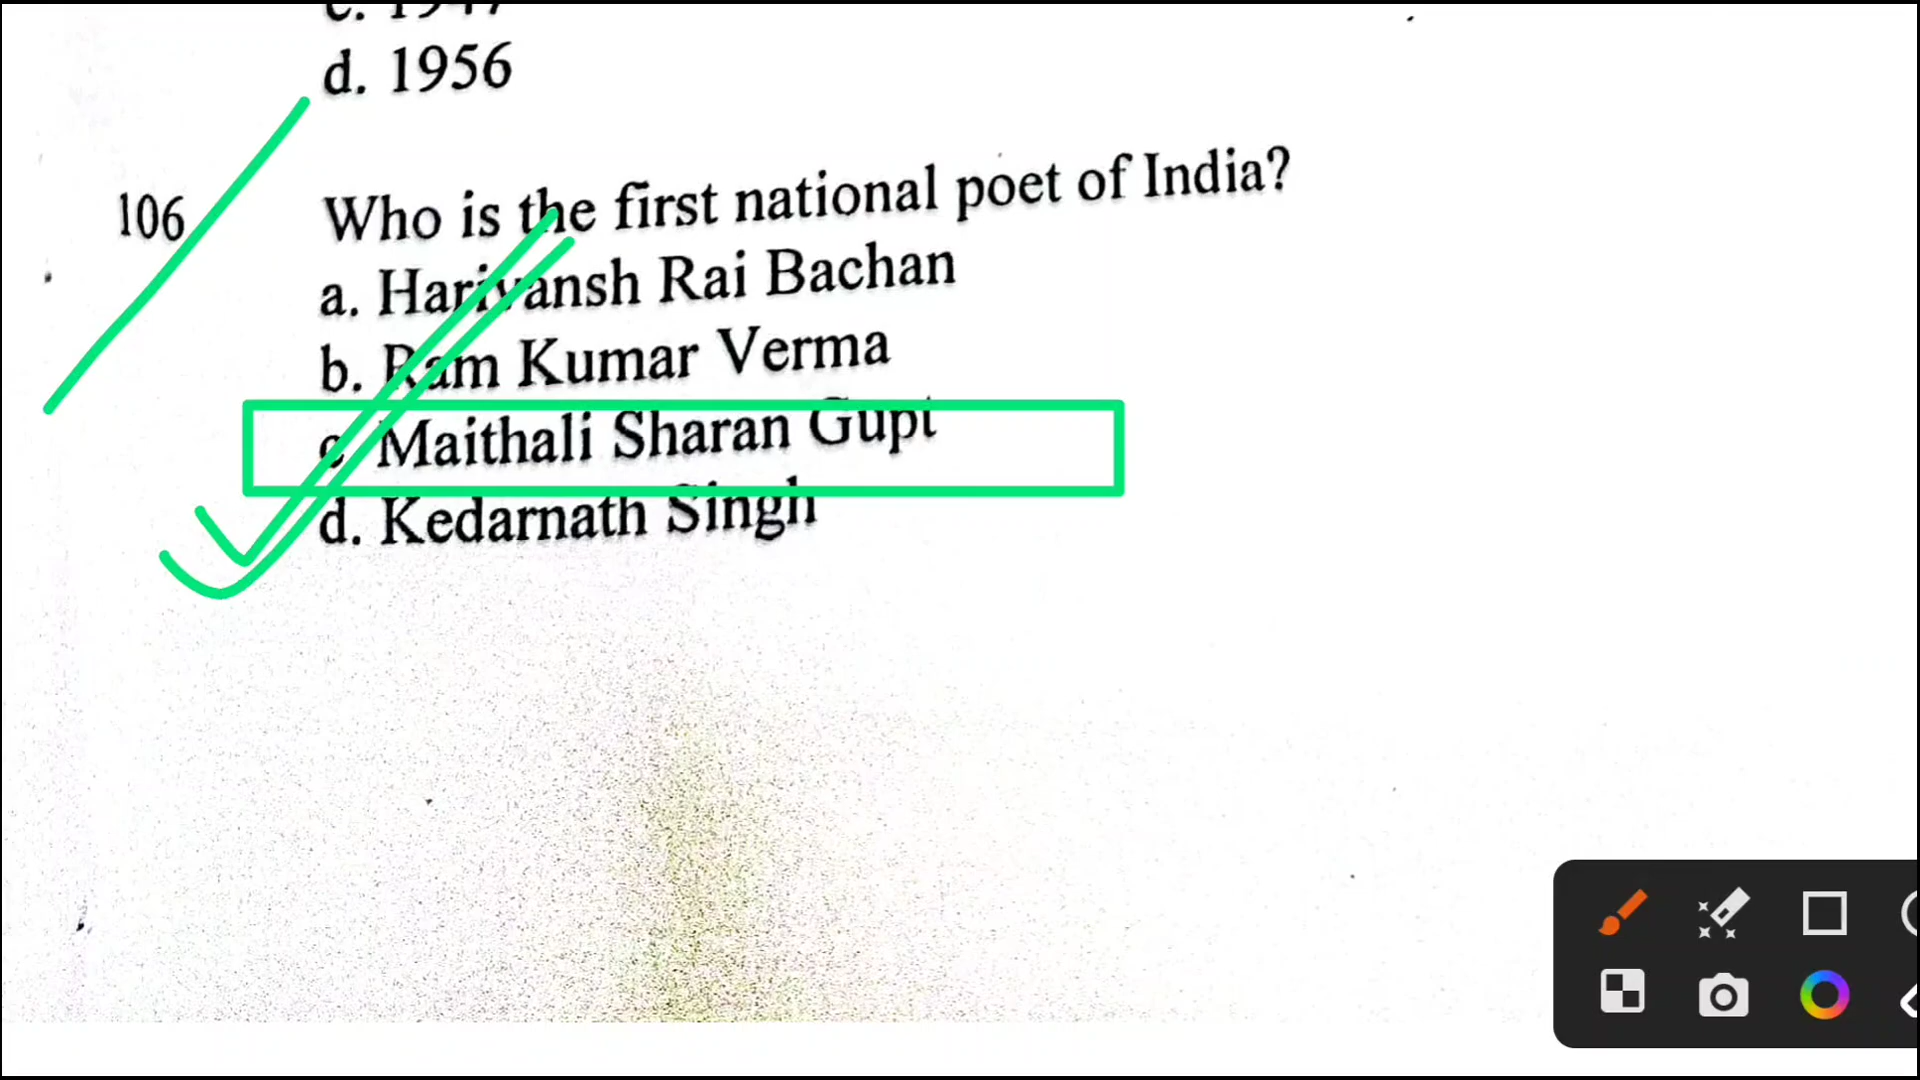 c. 1947
d. 1956
106 Who is the first national poet of India?
a. Harivansh Rai Bachan
b. Ram Kumar Verma
c Maithali Sharan Gupt
d. Kedarnath Singh